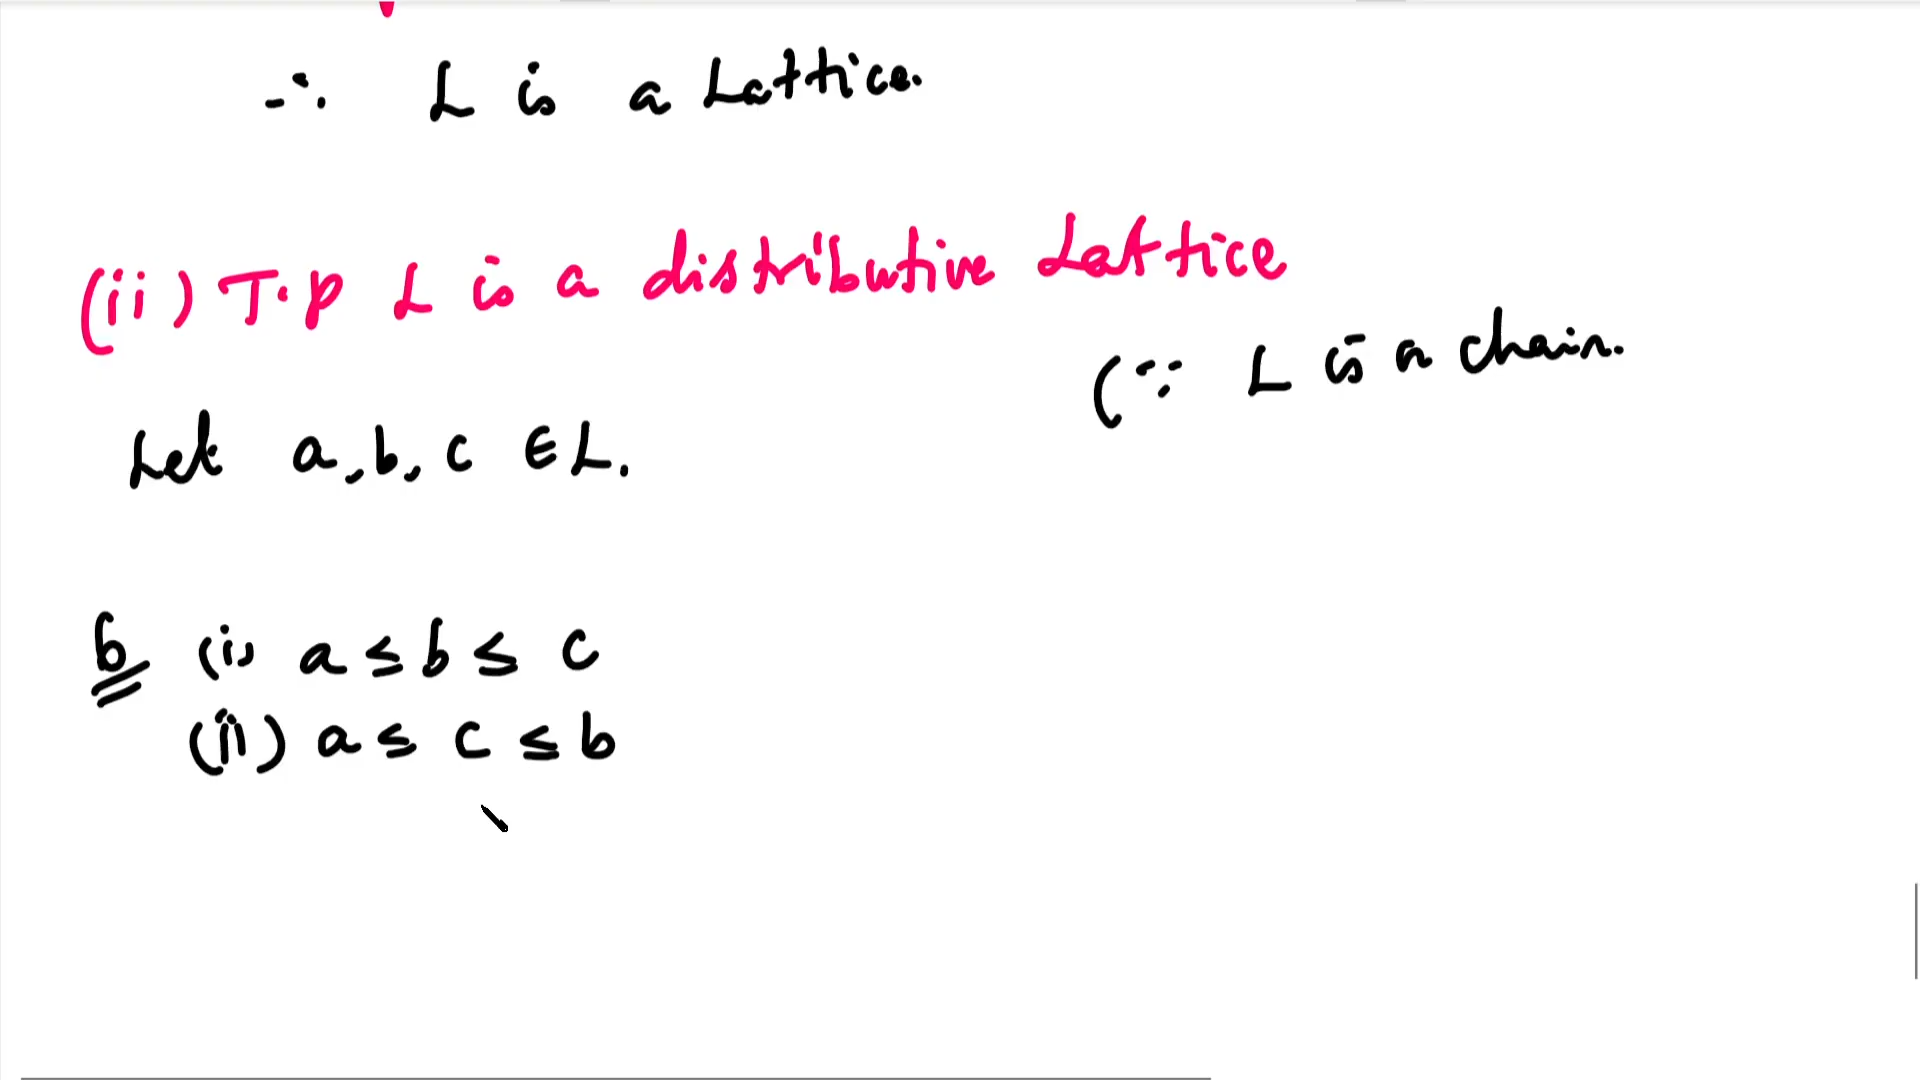 ∴ L is a Lattice.
(ii) T.p L is a distributive Lattice
(∵ L is a chain.
Let a, b, c ∈ L.
b (i) a ≤ b ≤ c
(ii) a ≤ c ≤ b